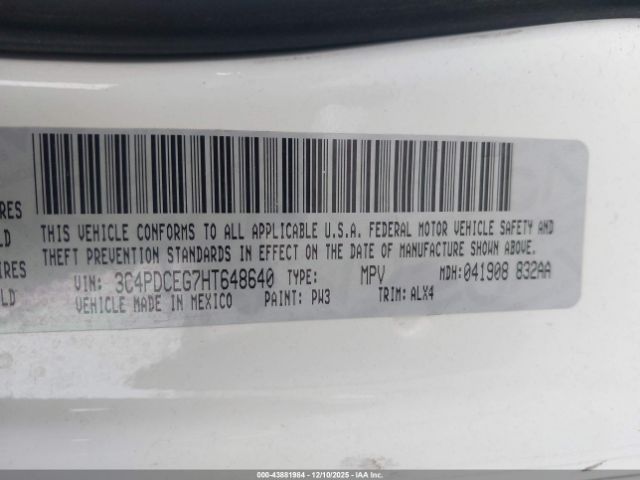 RES
LD
IRES
LD
THIS VEHICLE CONFORMS TO ALL APPLICABLE U.S.A. FEDERAL MOTOR VEHICLE SAFETY AND
THEFT PREVENTION STANDARDS IN EFFECT ON THE DATE OF MANUFACTURE SHOWN ABOVE.
VIN: 3C4PDCEG7HT648640 TYPE: MPV MDH:041908 832AA
VEHICLE MADE IN MEXICO PAINT: PW3 TRIM: ALX4
000-43881984 - 12/10/2025 - IAAI.com